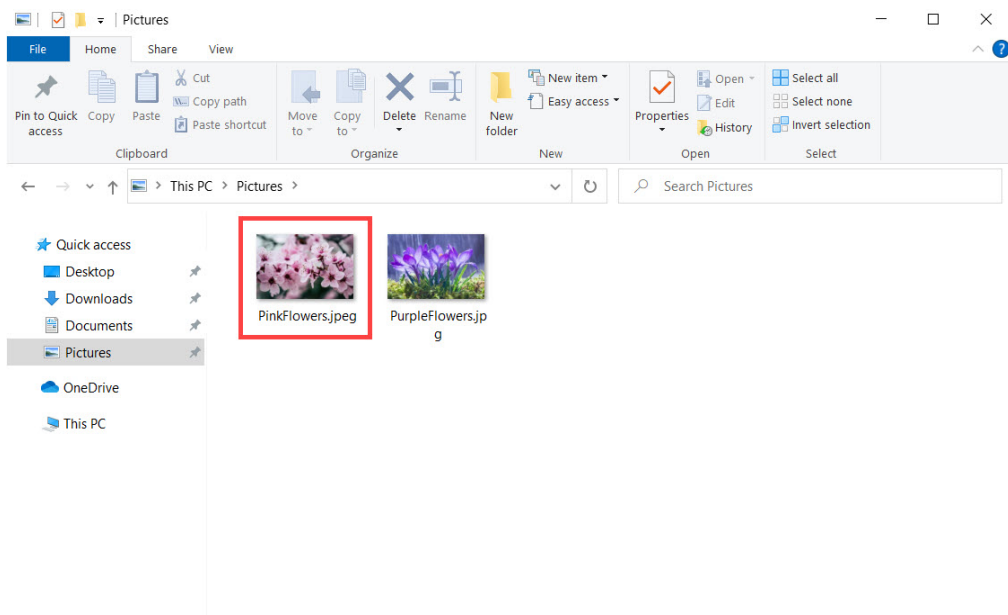 Pictures
File Home Share View
Pin to Quick access
Copy
Paste
Cut
Copy path
Paste shortcut
Clipboard
Move to
Copy to
Delete
Rename
Organize
New folder
New item
Easy access
New
Properties
Open
Edit
History
Open
Select all
Select none
Invert selection
Select
This PC > Pictures >
Search Pictures
Quick access
Desktop
Downloads
Documents
Pictures
OneDrive
This PC
PinkFlowers.jpeg
PurpleFlowers.jp
g